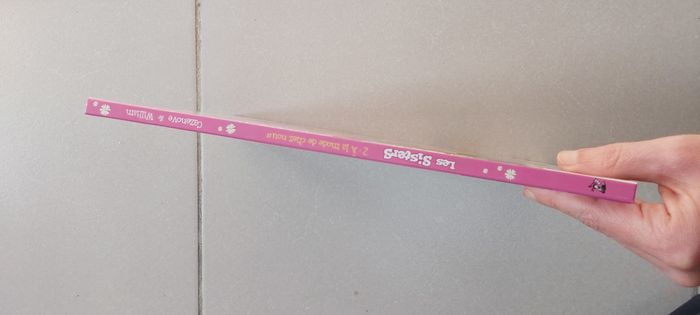 Les Sisters
2. À la mode de chez nous
Cazenove & William